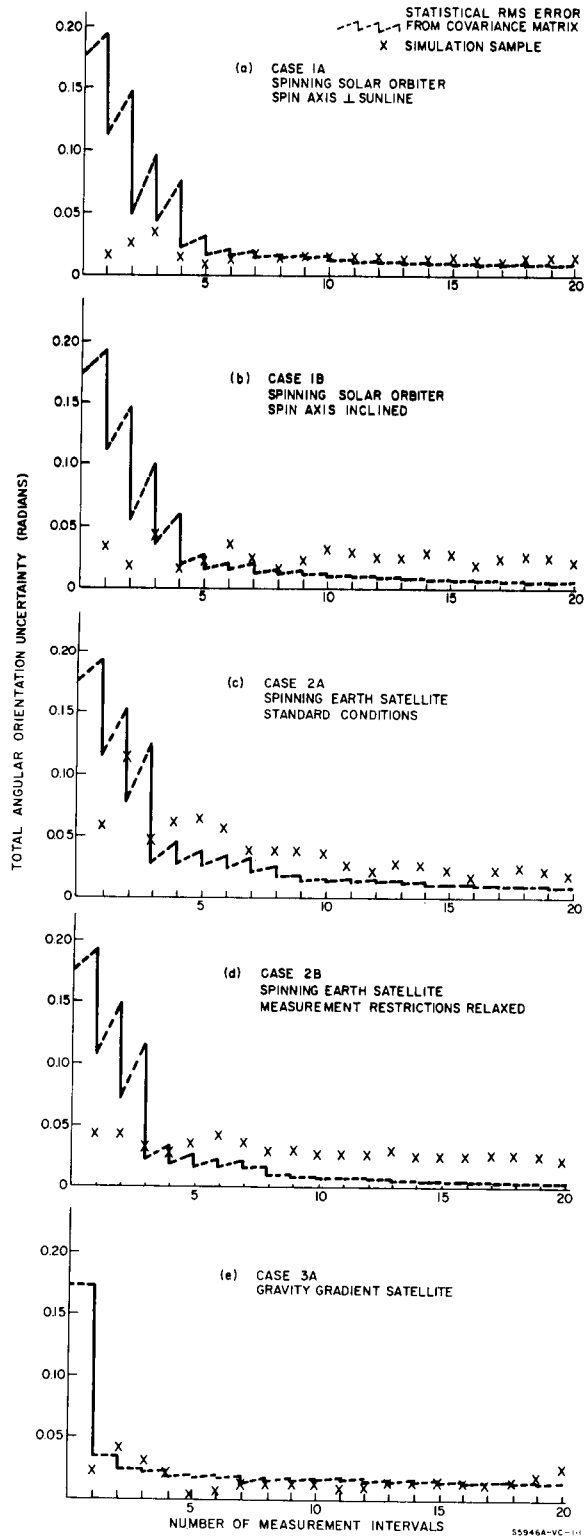 STATISTICAL RMS ERROR
FROM COVARIANCE MATRIX
X SIMULATION SAMPLE
0.20
(a) CASE 1A
SPINNING SOLAR ORBITER
SPIN AXIS ⊥ SUNLINE
0.15
0.10
0.05
0
5 10 15 20
0.20
(b) CASE 1B
SPINNING SOLAR ORBITER
SPIN AXIS INCLINED
0.15
0.10
0.05
0
5 10 15 20
TOTAL ANGULAR ORIENTATION UNCERTAINTY (RADIANS)
0.20
(c) CASE 2A
SPINNING EARTH SATELLITE
STANDARD CONDITIONS
0.15
0.10
0.05
0
5 10 15 20
0.20
(d) CASE 2B
SPINNING EARTH SATELLITE
MEASUREMENT RESTRICTIONS RELAXED
0.15
0.10
0.05
0
5 10 15 20
0.20
(e) CASE 3A
GRAVITY GRADIENT SATELLITE
0.15
0.10
0.05
5 10 15 20
NUMBER OF MEASUREMENT INTERVALS
S5946A-VC-